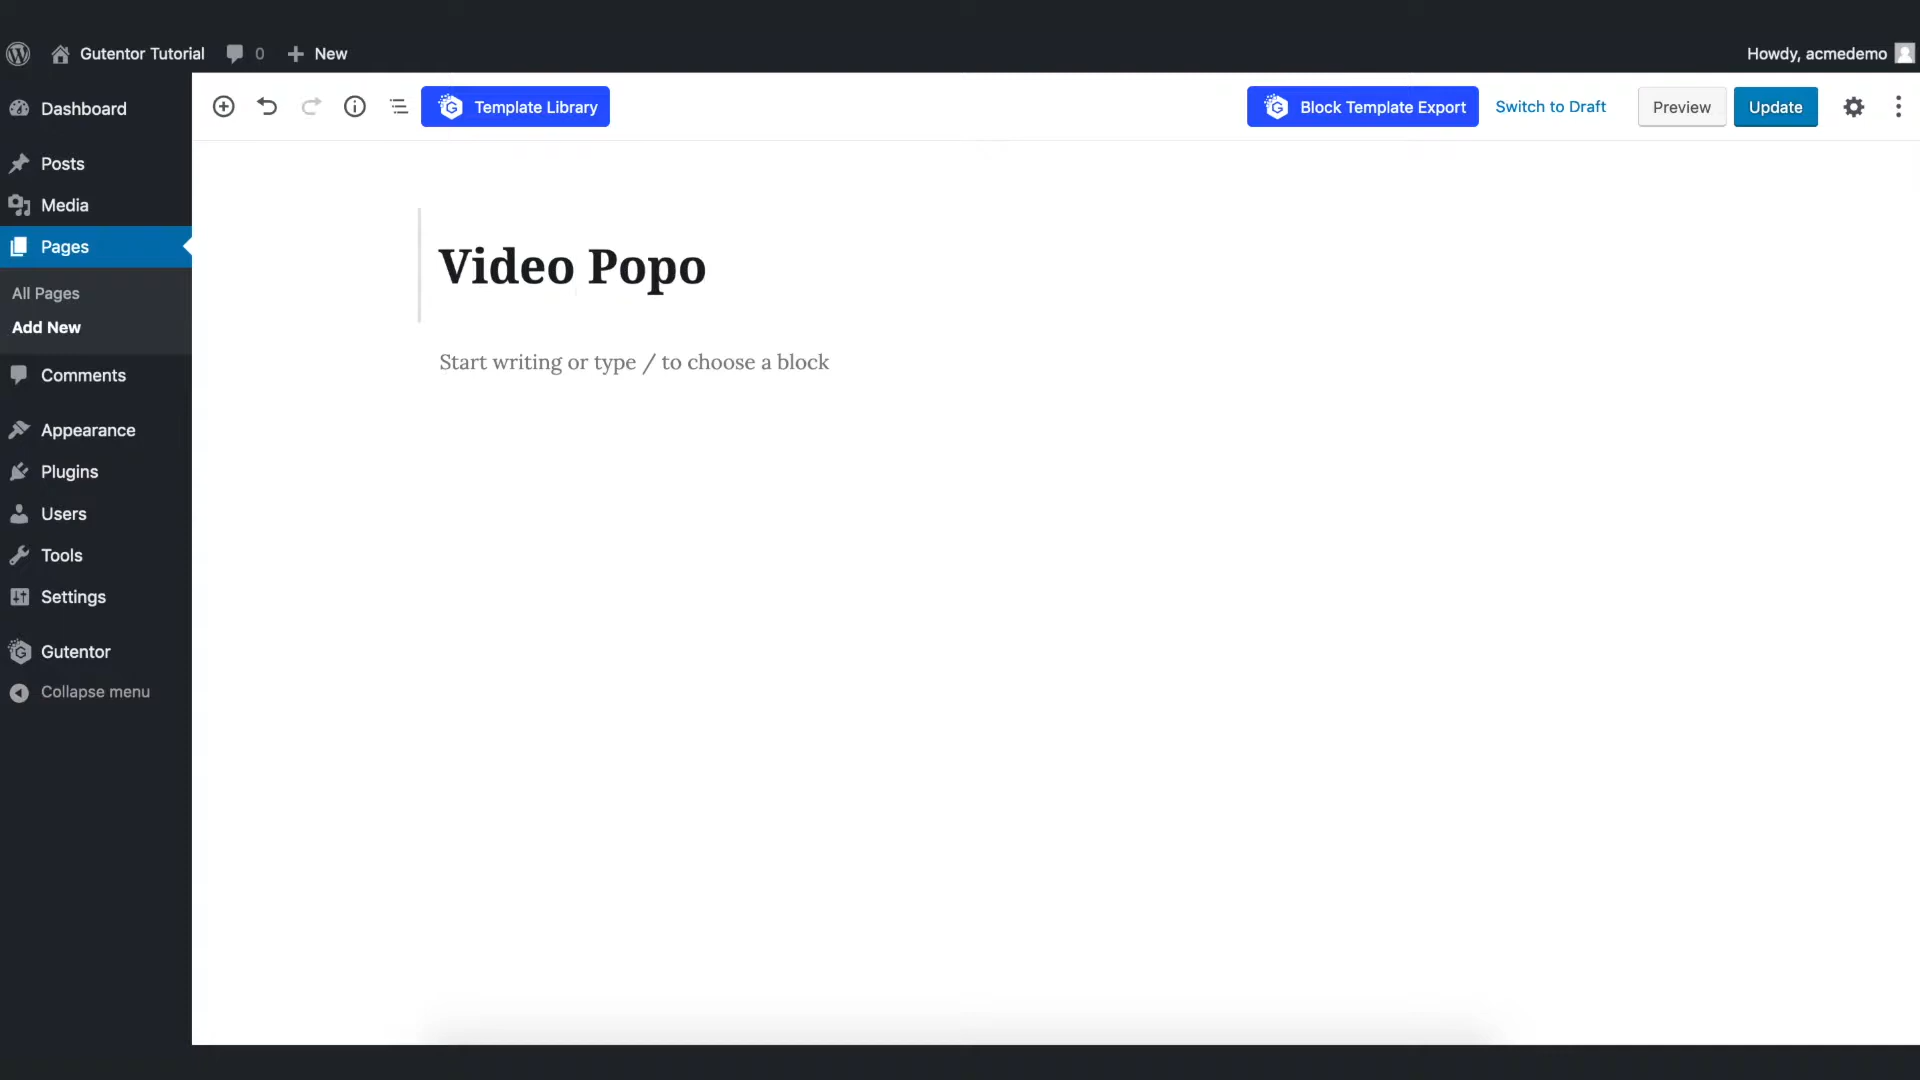 Gutentor Tutorial 0 New Howdy, acmedemo
Dashboard
Posts
Media
Pages
All Pages
Add New
Comments
Appearance
Plugins
Users
Tools
Settings
Gutentor
Collapse menu
Template Library Block Template Export Switch to Draft Preview Update
Video Popo
Start writing or type / to choose a block